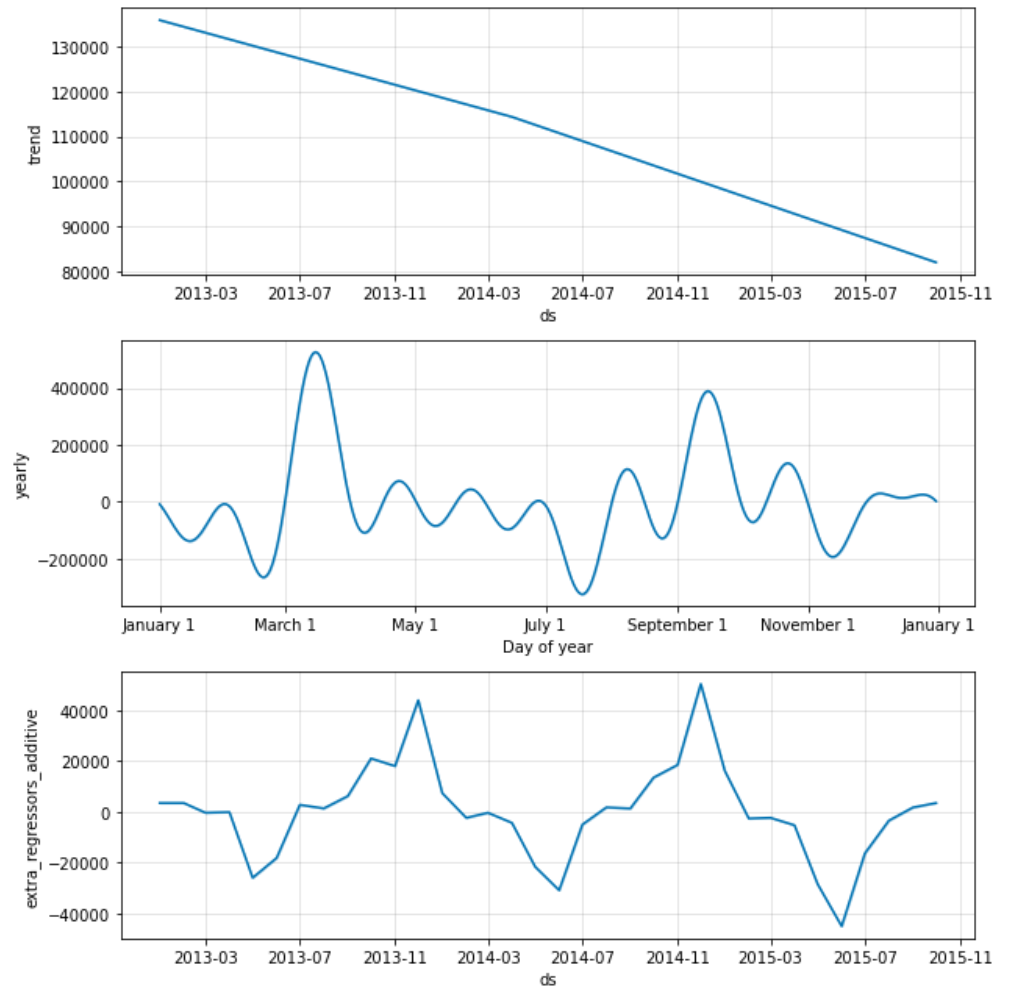 130000
120000
110000
100000
90000
80000
trend
2013-03 2013-07 2013-11 2014-03 2014-07 2014-11 2015-03 2015-07 2015-11
ds
400000
200000
0
−200000
yearly
January 1 March 1 May 1 July 1 September 1 November 1 January 1
Day of year
40000
20000
0
−20000
−40000
extra_regressors_additive
2013-03 2013-07 2013-11 2014-03 2014-07 2014-11 2015-03 2015-07 2015-11
ds